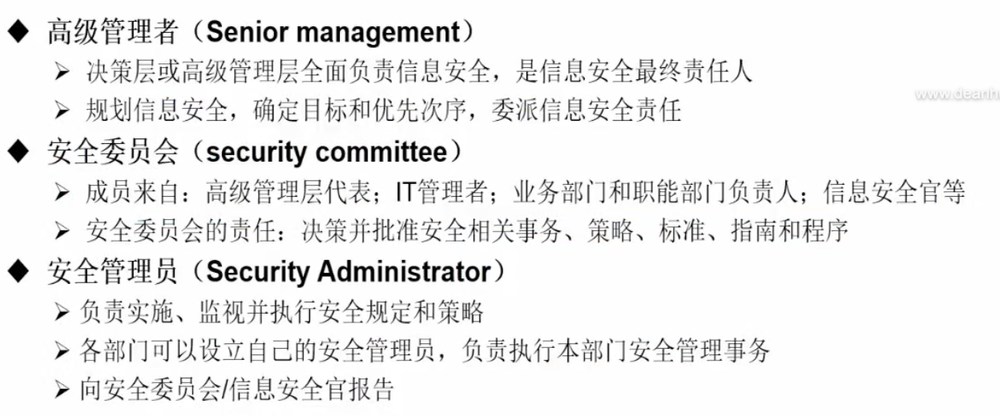 ◆ 高级管理者（Senior management）
➢ 决策层或高级管理层全面负责信息安全，是信息安全最终责任人
www.deanh
➢ 规划信息安全，确定目标和优先次序，委派信息安全责任
◆ 安全委员会（security committee）
➢ 成员来自：高级管理层代表；IT管理者；业务部门和职能部门负责人；信息安全官等
➢ 安全委员会的责任：决策并批准安全相关事务、策略、标准、指南和程序
◆ 安全管理员（Security Administrator）
➢ 负责实施、监视并执行安全规定和策略
➢ 各部门可以设立自己的安全管理员，负责执行本部门安全管理事务
➢ 向安全委员会/信息安全官报告